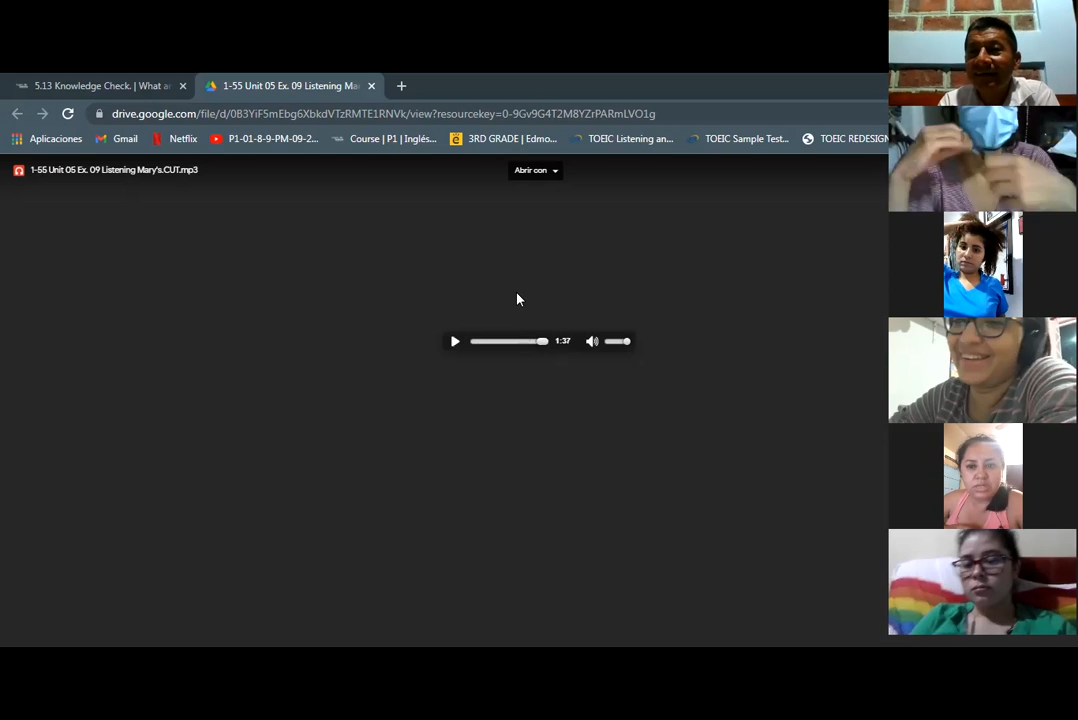 5.13 Knowledge Check. | What a
1-55 Unit 05 Ex. 09 Listening Ma
drive.google.com/file/d/0B3YiF5mEbg6XbkdVTzRMTE1RNVk/view?resourcekey=0-9Gv9G4T2M8YZrPARmLVO1g
Aplicaciones Gmail Netflix P1-01-8-9-PM-09-2... Course | P1 | Inglés... 3RD GRADE | Edmo... TOEIC Listening an... TOEIC Sample Test... TOEIC REDESIGN
1-55 Unit 05 Ex. 09 Listening Mary's.CUT.mp3
Abrir con
1:37